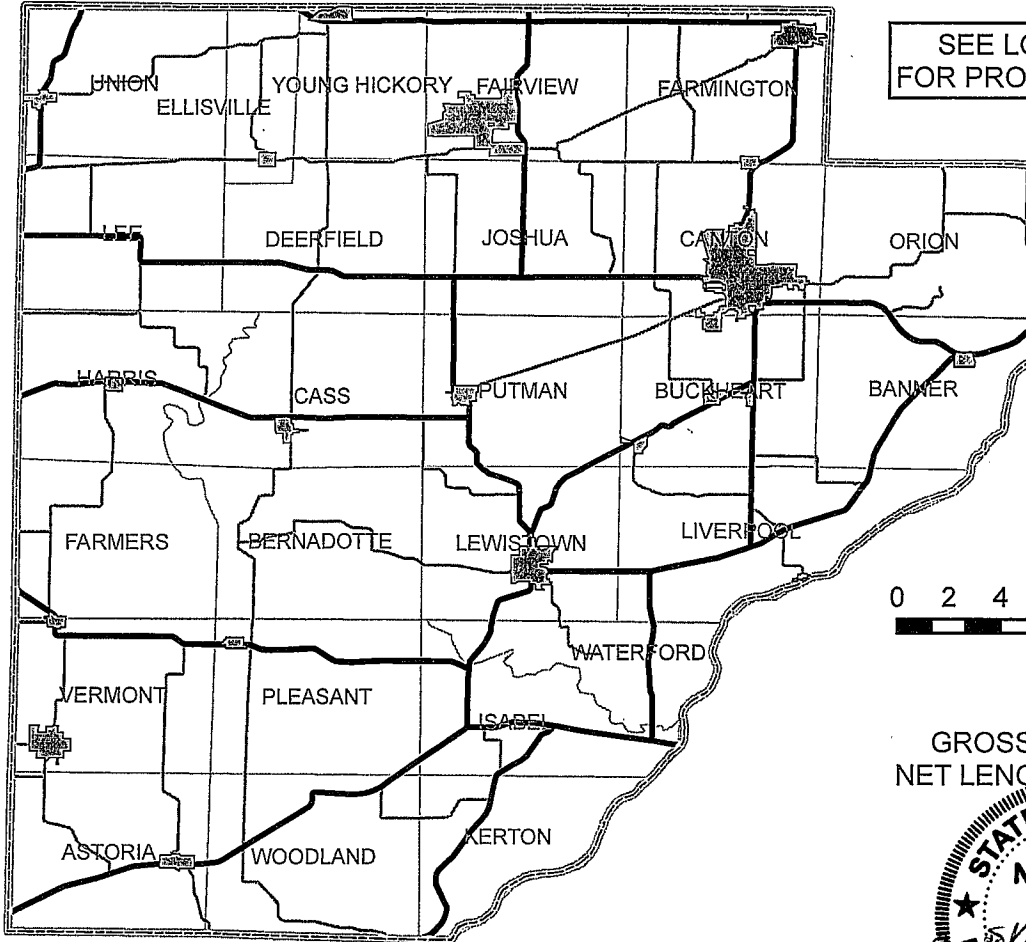 SEE LO
FOR PRO
UNION
YOUNG HICKORY
FAIRVIEW
FARMINGTON
ELLISVILLE
LEE
DEERFIELD
JOSHUA
CANTON
ORION
HARRIS
CASS
PUTMAN
BUCKHEART
BANNER
FARMERS
BERNADOTTE
LEWISTOWN
LIVERPOOL
0 2 4
WATERFORD
VERMONT
PLEASANT
ISABEL
GROSS
NET LENG
ASTORIA
WOODLAND
KERTON
STATE